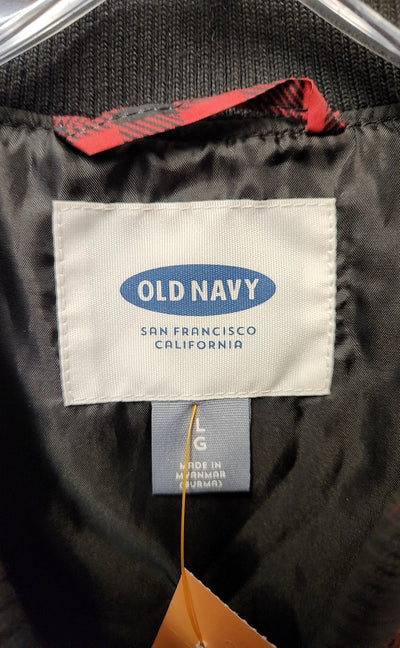 OLD NAVY
SAN FRANCISCO
CALIFORNIA
L
G
MADE IN
MYANMAR
(BURMA)